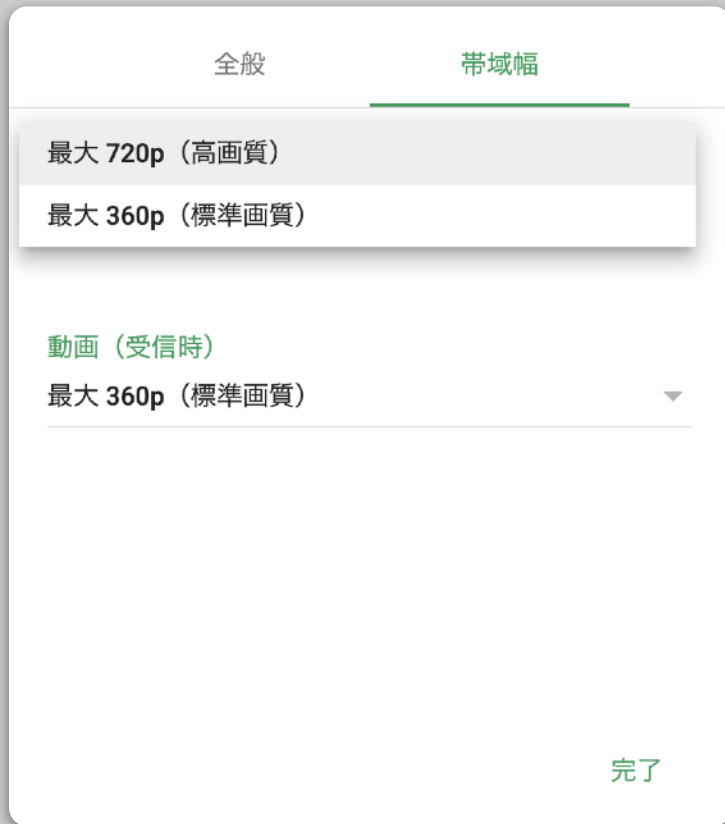 全般
帯域幅
最大 720p（高画質）
最大 360p（標準画質）
動画（受信時）
最大 360p（標準画質）
完了